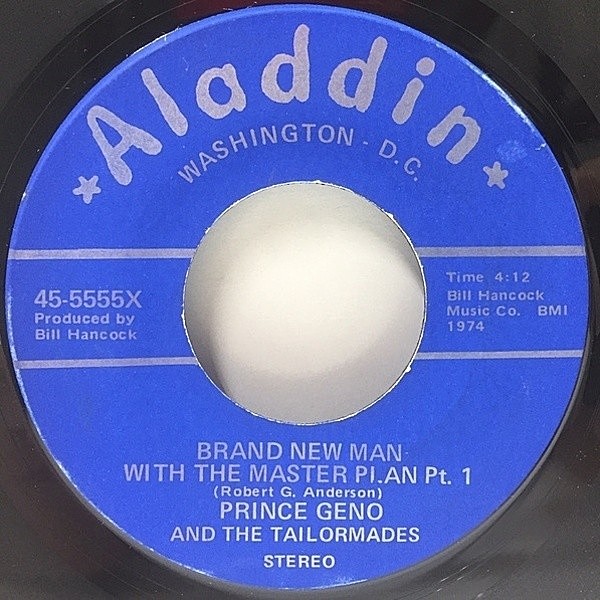 Aladdin
WASHINGTON - D.C.
45-5555X
Produced by
Bill Hancock
Time 4:12
Bill Hancock
Music Co. BMI
1974
BRAND NEW MAN
WITH THE MASTER PLAN Pt. 1
(Robert G. Anderson)
PRINCE GENO
AND THE TAILORMADES
STEREO